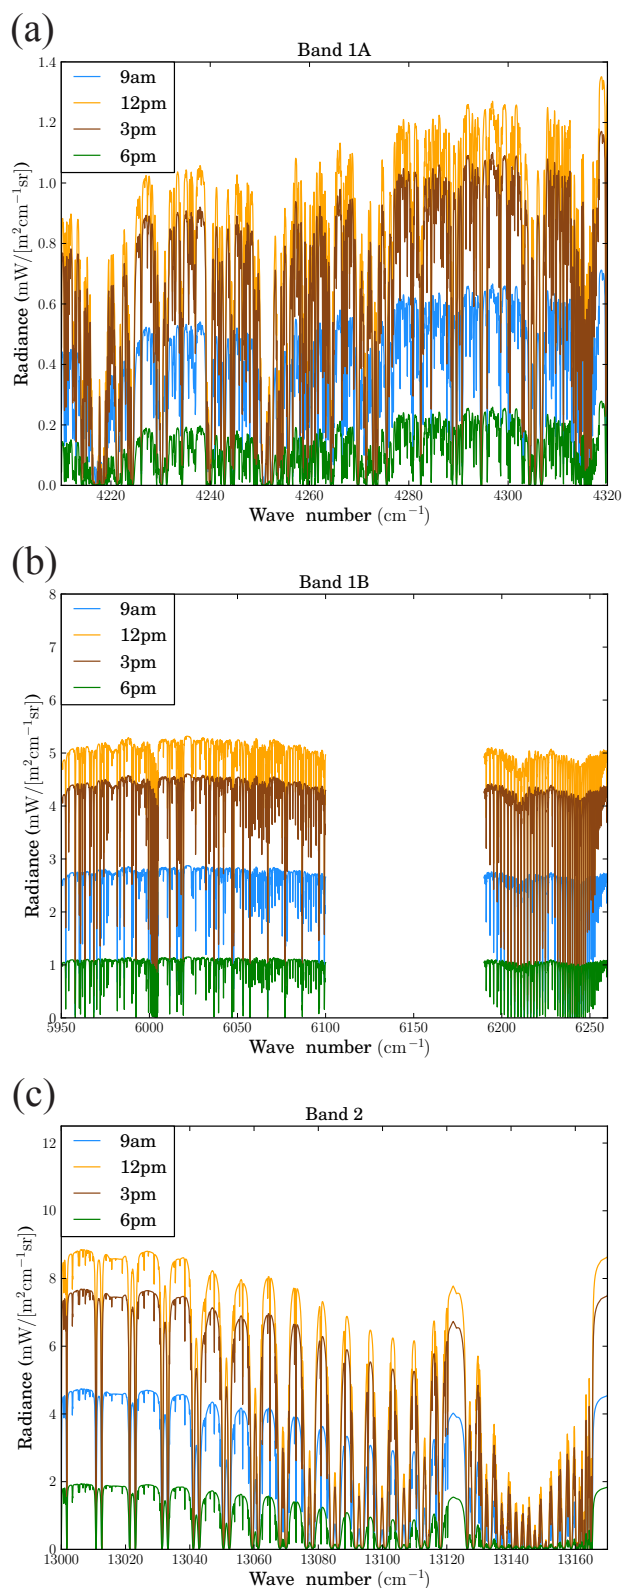 (a)
Band 1A
1.4
1.2
1.0
0.8
0.6
0.4
0.2
0.0
Radiance (mW/[m²cm⁻¹sr])
9am
12pm
3pm
6pm
4220 4240 4260 4280 4300 4320
Wave number (cm⁻¹)
(b)
Band 1B
8
7
6
5
4
3
2
1
0
Radiance (mW/[m²cm⁻¹sr])
9am
12pm
3pm
6pm
5950 6000 6050 6100 6150 6200 6250
Wave number (cm⁻¹)
(c)
Band 2
12
10
8
6
4
2
0
Radiance (mW/[m²cm⁻¹sr])
9am
12pm
3pm
6pm
13000 13020 13040 13060 13080 13100 13120 13140 13160
Wave number (cm⁻¹)